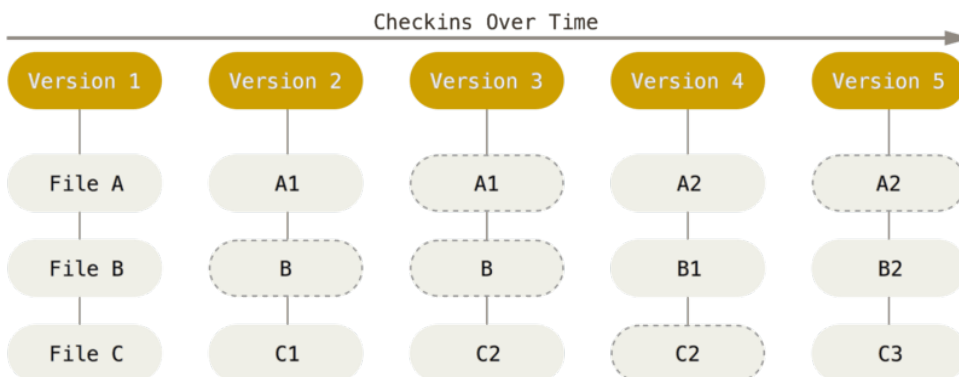 Checkins Over Time
Version 1 Version 2 Version 3 Version 4 Version 5
File A A1 A1 A2 A2
File B B B B1 B2
File C C1 C2 C2 C3